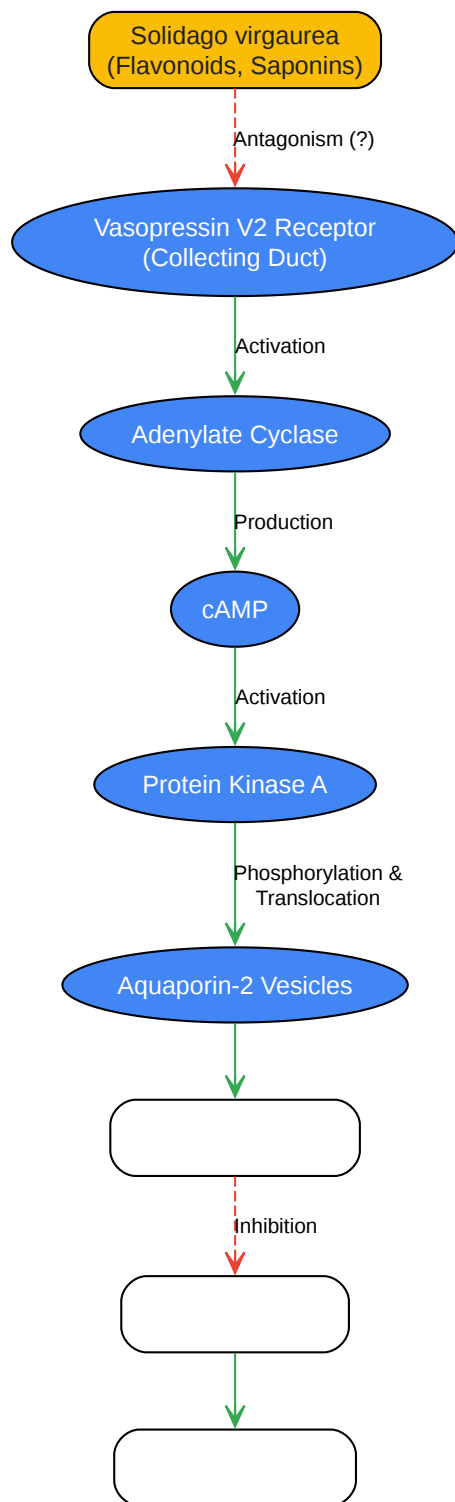 Solidago virgaurea
(Flavonoids, Saponins)
Antagonism (?)
Vasopressin V2 Receptor
(Collecting Duct)
Activation
Adenylate Cyclase
Production
cAMP
Activation
Protein Kinase A
Phosphorylation &
Translocation
Aquaporin-2 Vesicles
Inhibition